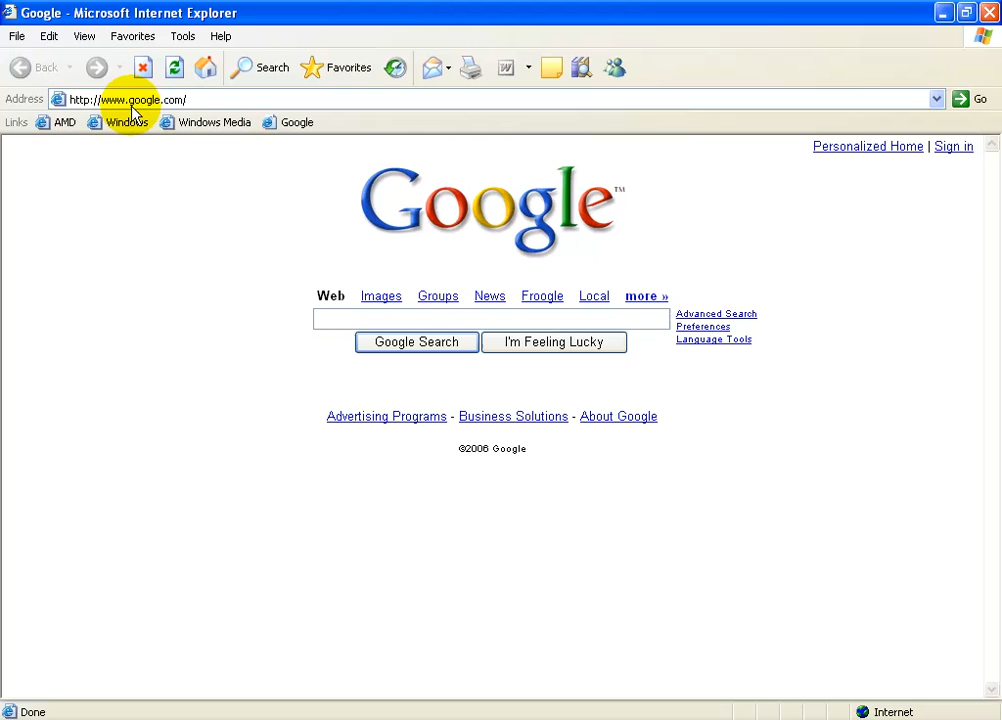 Google - Microsoft Internet Explorer
File Edit View Favorites Tools Help
Back Search Favorites
Address http://www.google.com/ Go
Links AMD Windows Windows Media Google
Personalized Home | Sign in
Google™
Web Images Groups News Froogle Local more »
Advanced Search
Preferences
Language Tools
Google Search I'm Feeling Lucky
Advertising Programs - Business Solutions - About Google
©2006 Google
Done Internet